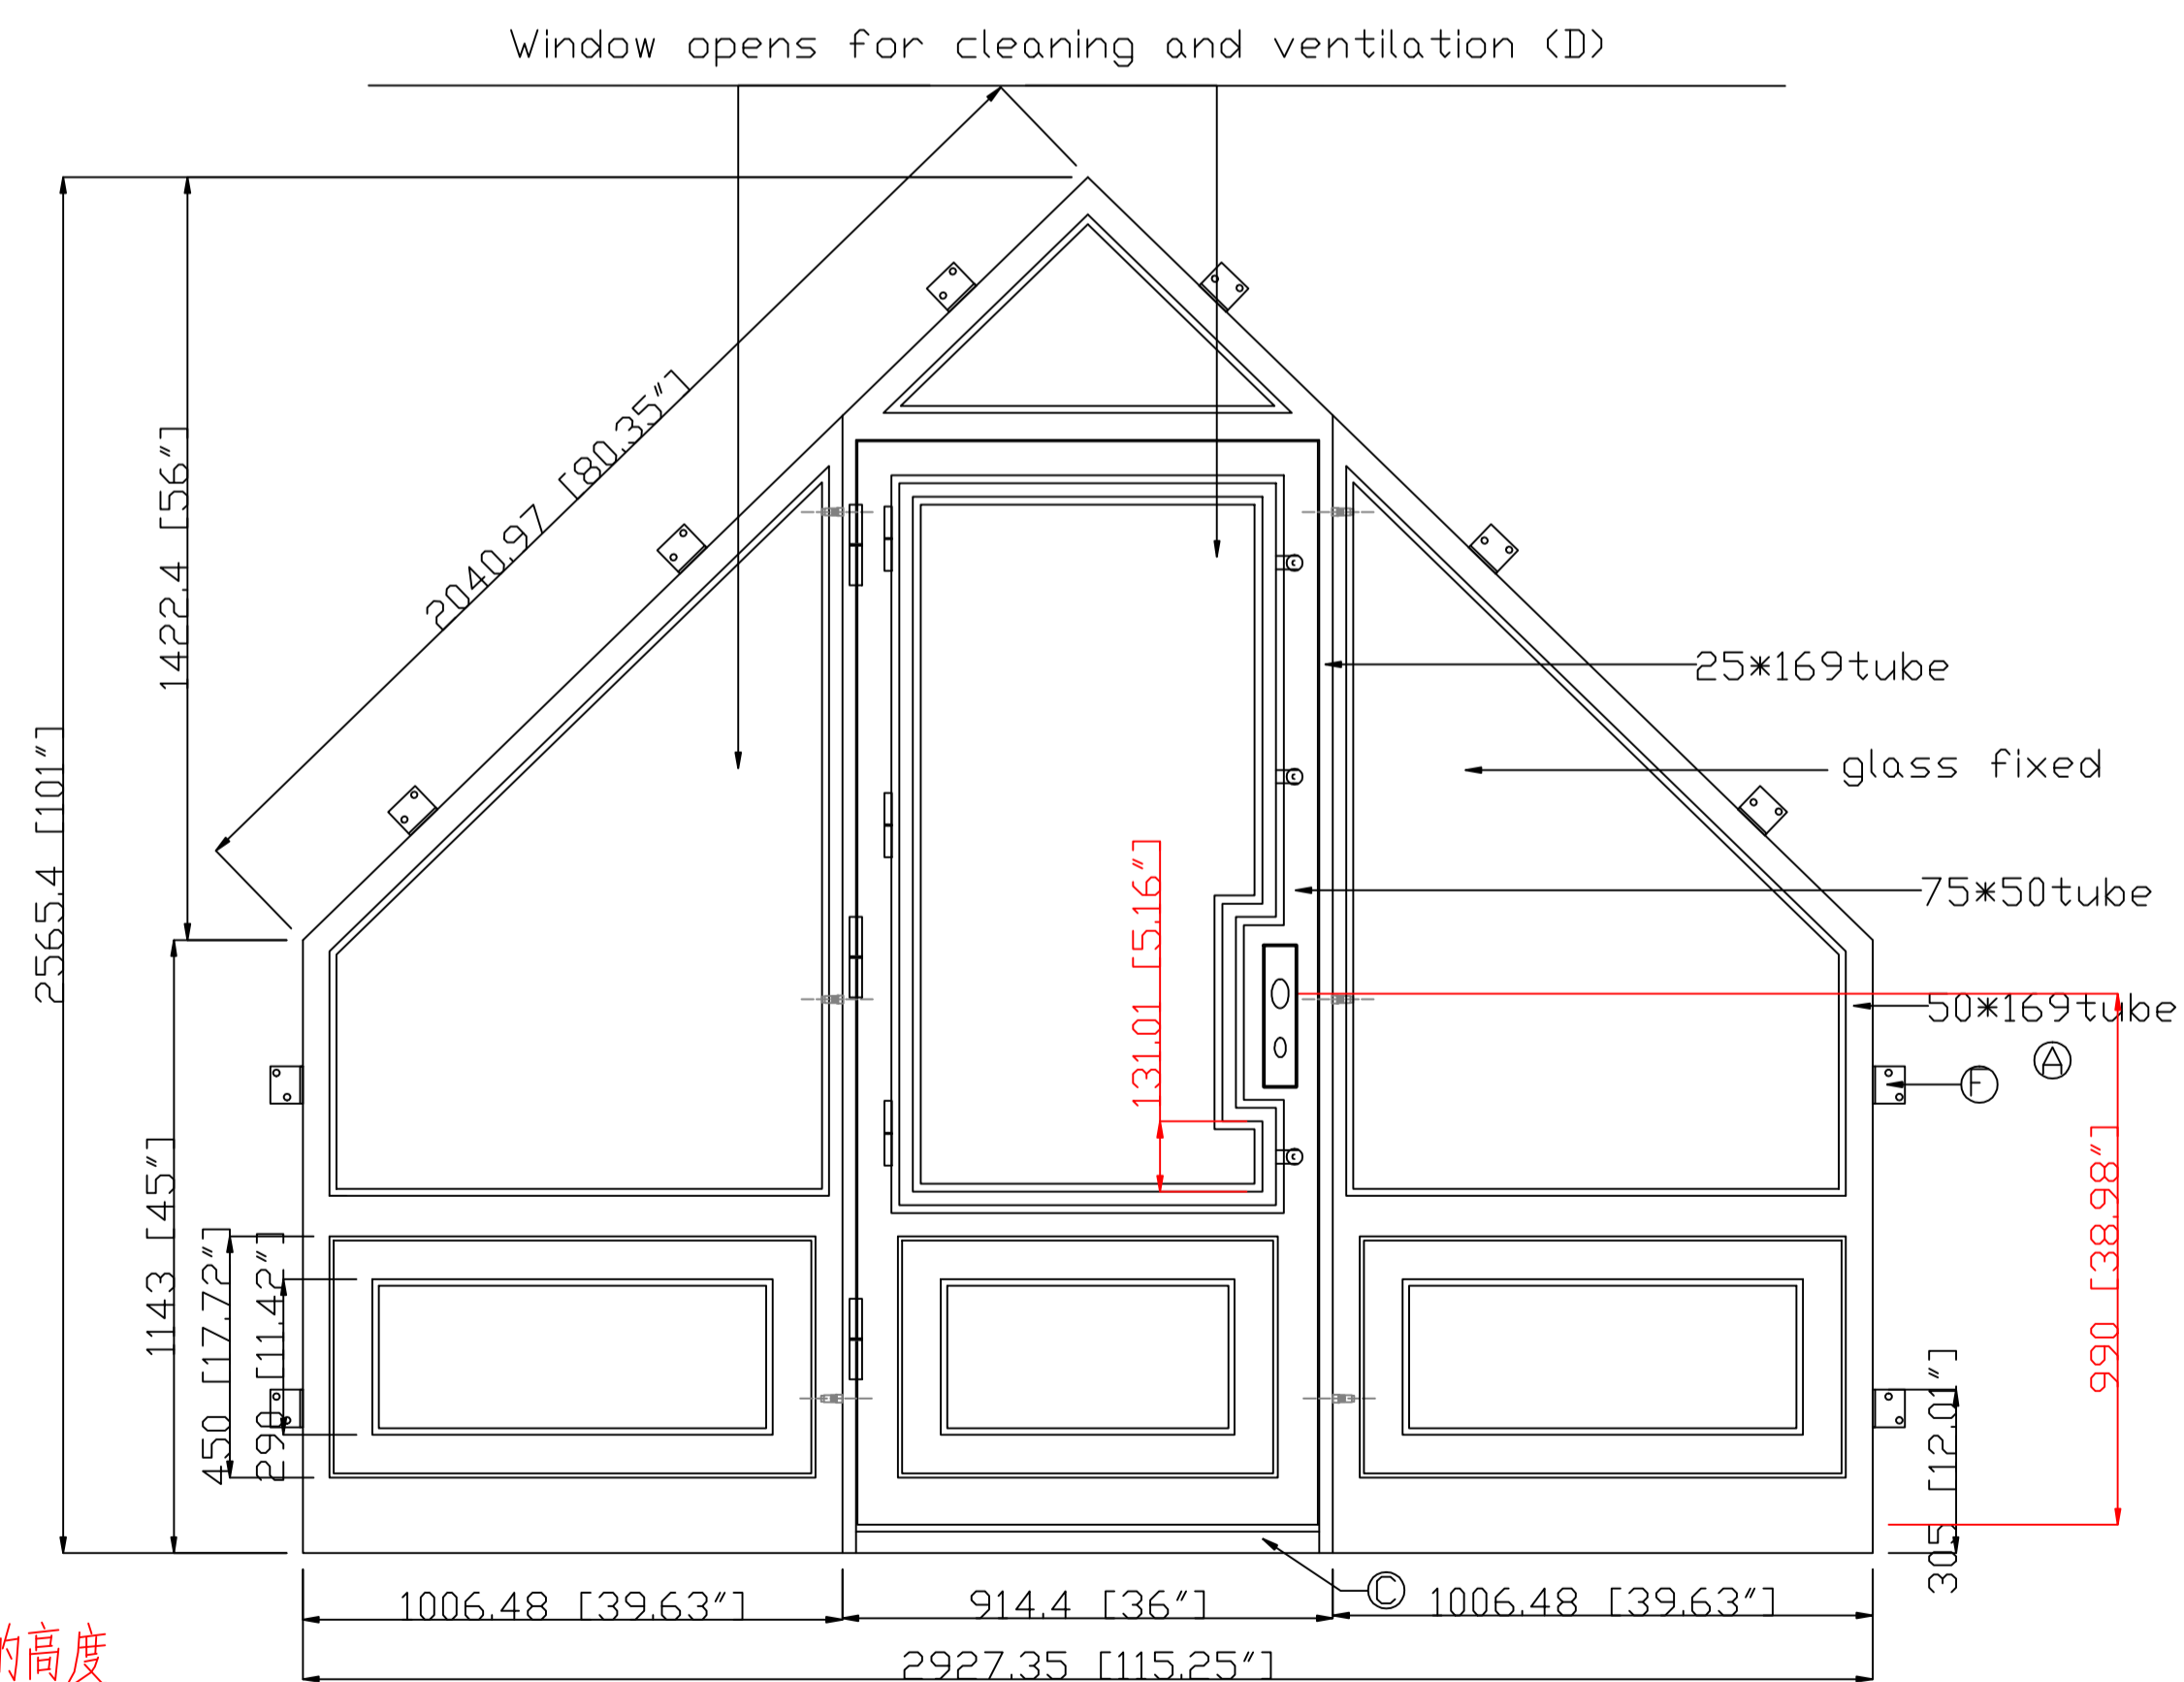 Window opens for cleaning and ventilation (D)
2040.97 [80.35"]
1422.4 [56"]
2565.4 [101"]
25*169tube
glass fixed
75*50tube
131.01 [5.16"]
50*169tube
A
F
1143 [45"]
450 [17.72"]
290 [11.42"]
990 [38.98"]
305 [12.01"]
C
1006.48 [39.63"]
914.4 [36"]
1006.48 [39.63"]
2927.35 [115.25"]
的高度